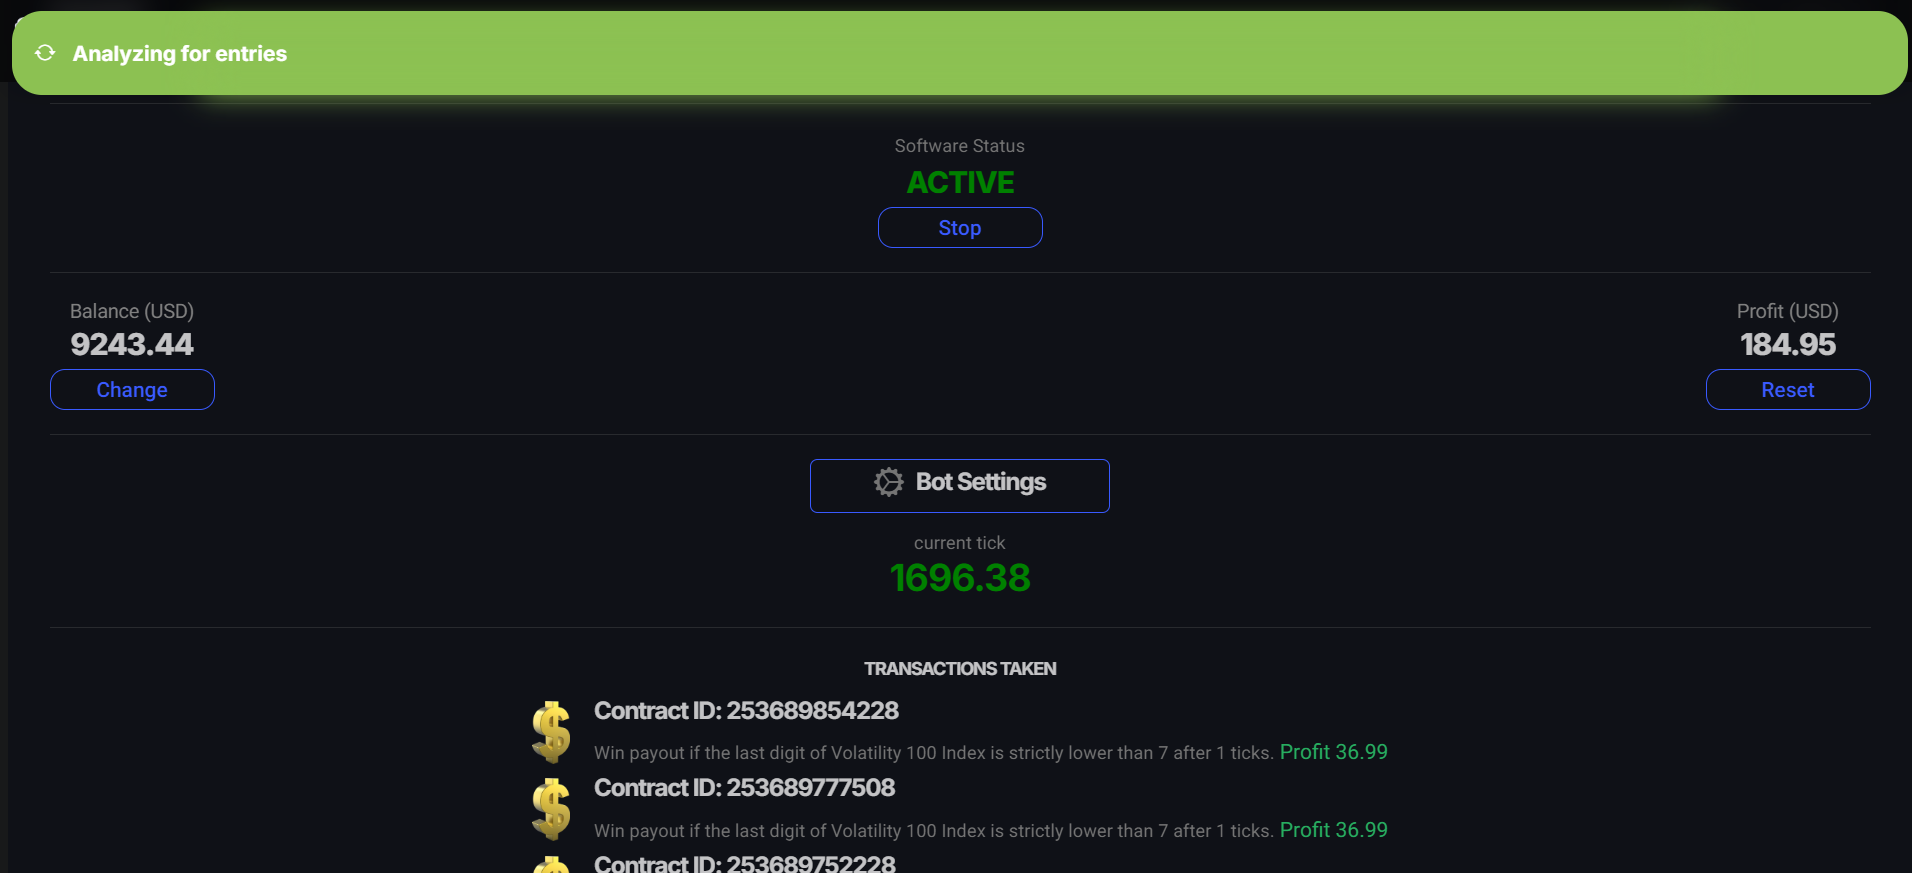 Analyzing for entries
Software Status
ACTIVE
Stop
Balance (USD)
9243.44
Change
Profit (USD)
184.95
Reset
Bot Settings
current tick
1696.38
TRANSACTIONS TAKEN
Contract ID: 253689854228
Win payout if the last digit of Volatility 100 Index is strictly lower than 7 after 1 ticks. Profit 36.99
Contract ID: 253689777508
Win payout if the last digit of Volatility 100 Index is strictly lower than 7 after 1 ticks. Profit 36.99
Contract ID: 253689752228